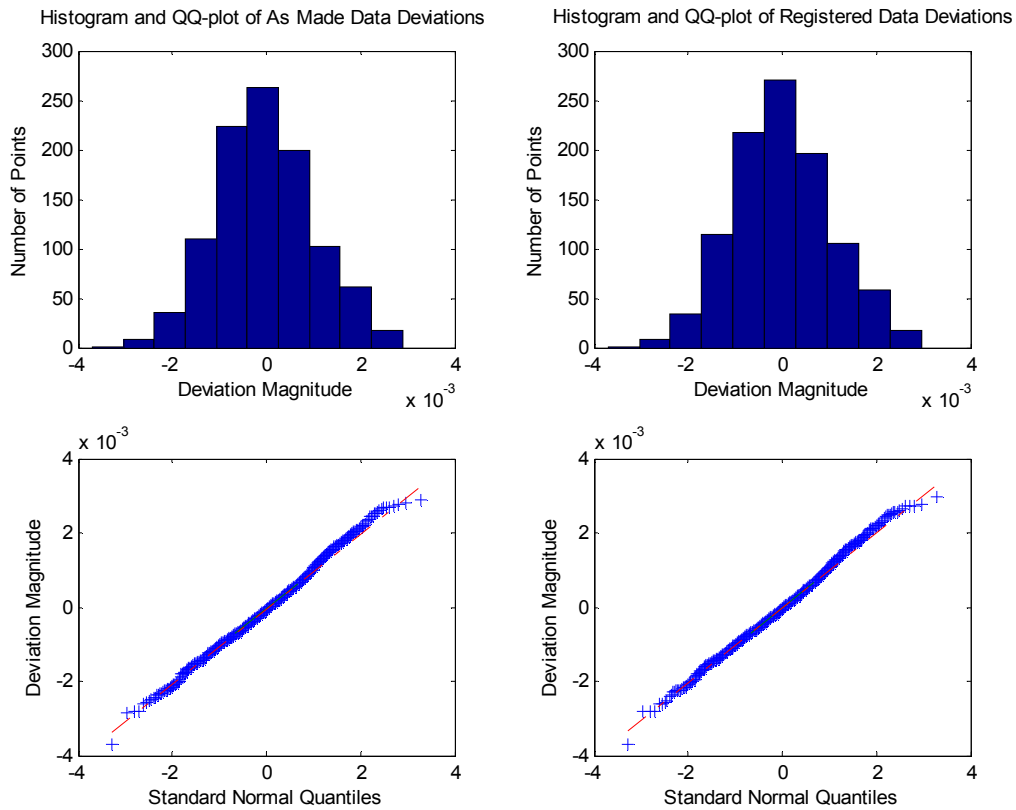 Histogram and QQ-plot of As Made Data Deviations
300
250
200
150
100
50
0
-4 -2 0 2 4
Number of Points
Deviation Magnitude
x 10-3
Histogram and QQ-plot of Registered Data Deviations
300
250
200
150
100
50
0
-4 -2 0 2 4
Number of Points
Deviation Magnitude
x 10-3
x 10-3
4
2
0
-2
-4
-4 -2 0 2 4
Deviation Magnitude
Standard Normal Quantiles
x 10-3
4
2
0
-2
-4
-4 -2 0 2 4
Deviation Magnitude
Standard Normal Quantiles